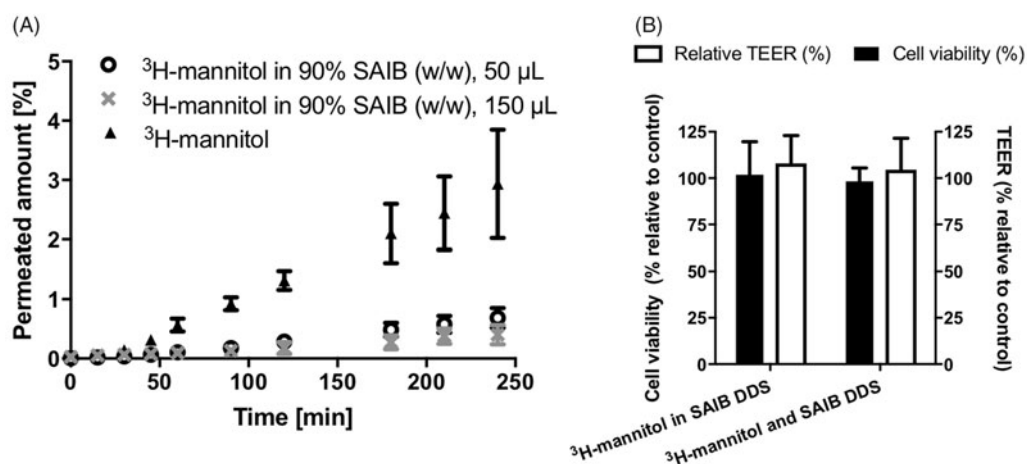 (A)
5
4
3
2
1
0
Permeated amount [%]
³H-mannitol in 90% SAIB (w/w), 50 µL
³H-mannitol in 90% SAIB (w/w), 150 µL
³H-mannitol
0
50
100
150
200
250
Time [min]
(B)
Relative TEER (%)
Cell viability (%)
Cell viability (% relative to control)
125
100
75
50
25
0
125
100
75
50
25
0
TEER (% relative to control)
³H-mannitol in SAIB DDS
³H-mannitol and SAIB DDS